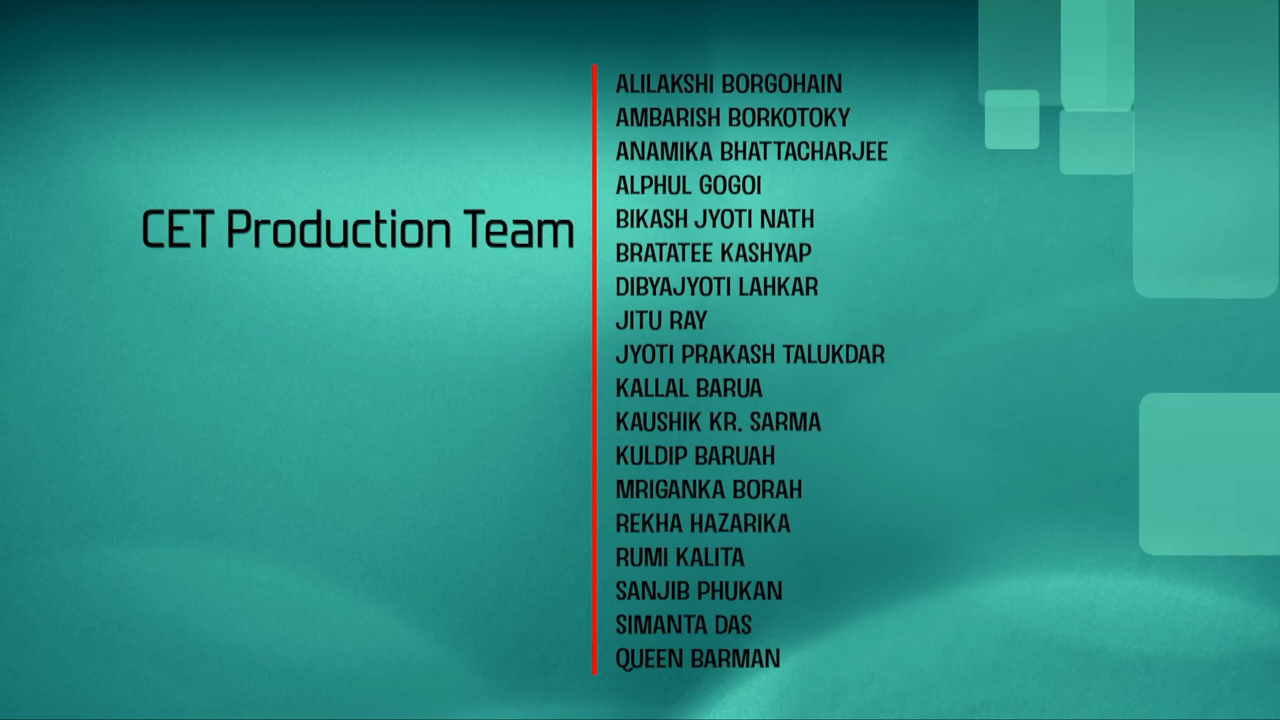 CET Production Team
ALILAKSHI BORGOHAIN
AMBARISH BORKOTOKY
ANAMIKA BHATTACHARJEE
ALPHUL GOGOI
BIKASH JYOTI NATH
BRATATEE KASHYAP
DIBYAJYOTI LAHKAR
JITU RAY
JYOTI PRAKASH TALUKDAR
KALLAL BARUA
KAUSHIK KR. SARMA
KULDIP BARUAH
MRIGANKA BORAH
REKHA HAZARIKA
RUMI KALITA
SANJIB PHUKAN
SIMANTA DAS
QUEEN BARMAN